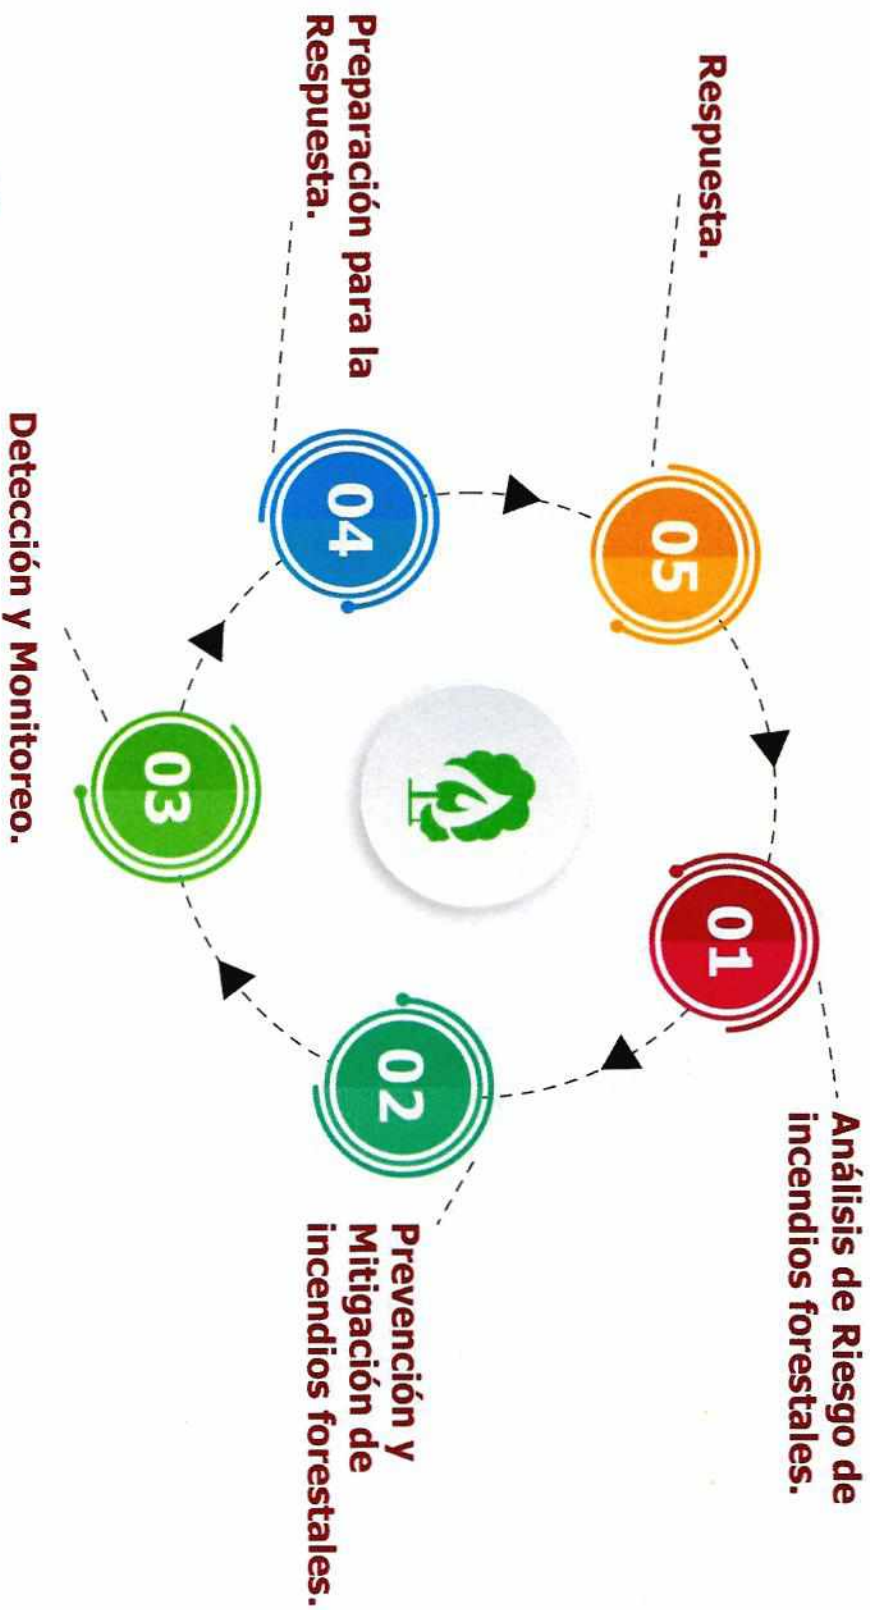 01
Análisis de Riesgo de
incendios forestales.
02
Prevención y
Mitigación de
incendios forestales.
03
Detección y Monitoreo.
04
Preparación para la
Respuesta.
05
Respuesta.